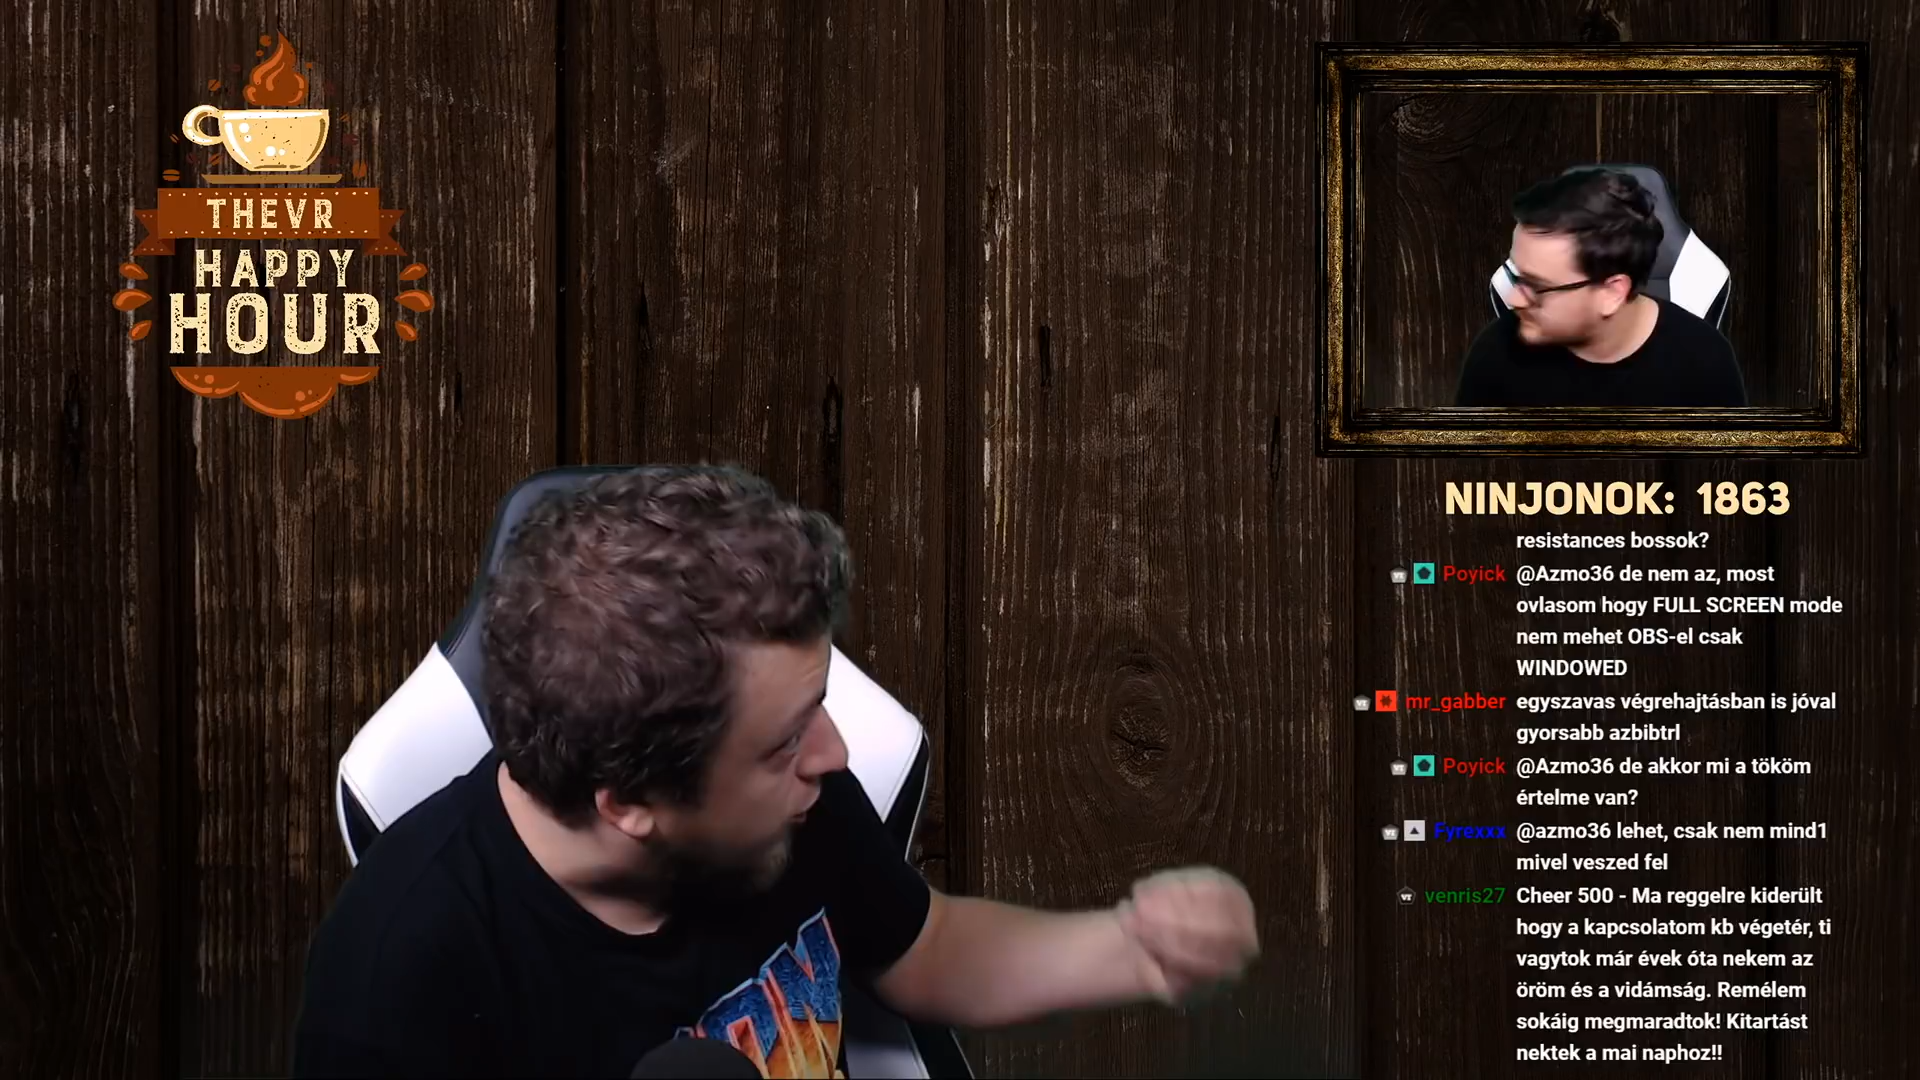 THEVR
HAPPY
HOUR
NINJONOK: 1863
resistances bossok?
Poyick @Azmo36 de nem az, most
ovlasom hogy FULL SCREEN mode
nem mehet OBS-el csak
WINDOWED
mr_gabber egyszavas végrehajtásban is jóval
gyorsabb azbibtrl
Poyick @Azmo36 de akkor mi a tököm
értelme van?
Fyrexxx @azmo36 lehet, csak nem mind1
mivel veszed fel
venris27 Cheer 500 - Ma reggelre kiderült
hogy a kapcsolatom kb végetér, ti
vagytok már évek óta nekem az
öröm és a vidámság. Remélem
sokáig megmaradtok! Kitartást
nektek a mai naphoz!!